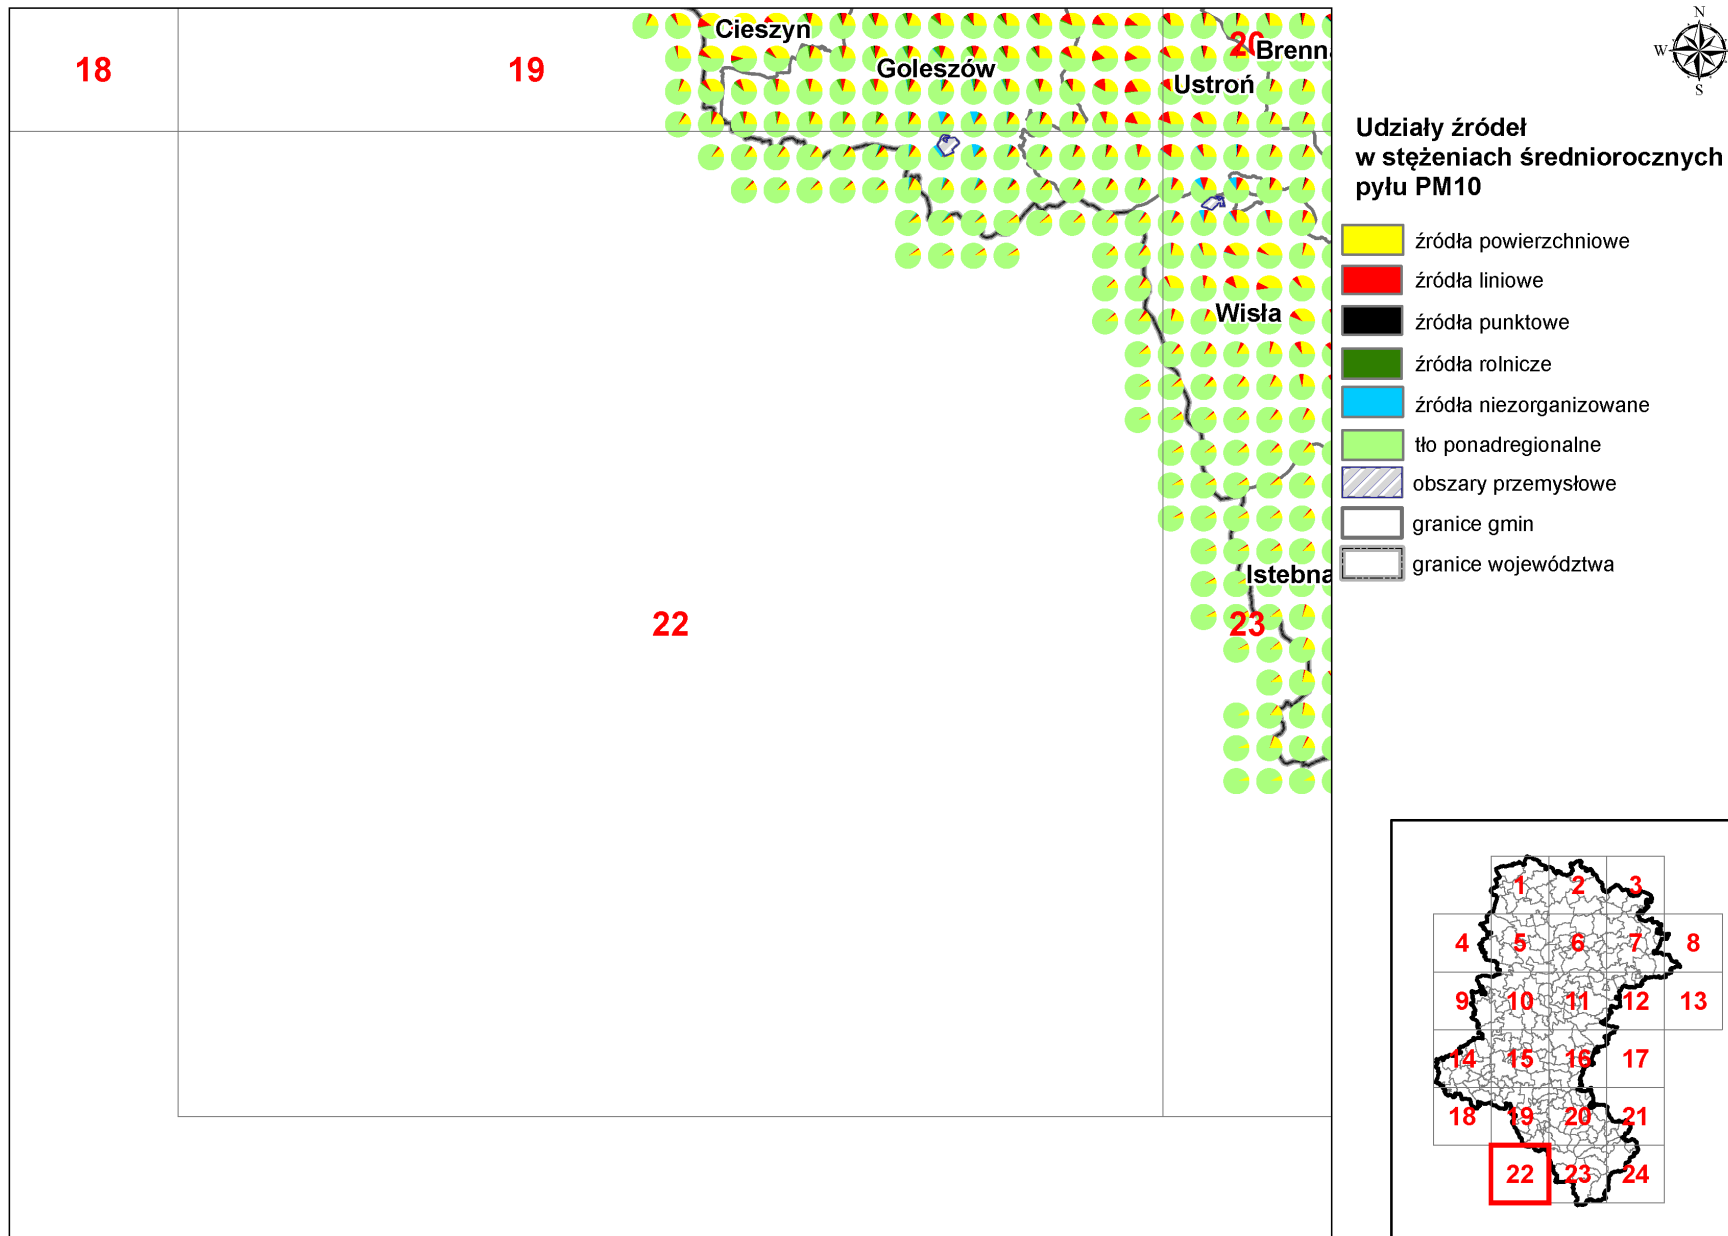 18
19
20
22
23
Cieszyn
Goleszów
Ustroń
Wisła
N
W
S
Udziały źródeł
w stężeniach średniorocznych
pyłu PM10
źródła powierzchniowe
źródła liniowe
źródła punktowe
źródła rolnicze
źródła niezorganizowane
tło ponadregionalne
obszary przemysłowe
granice gmin
granice województwa
Brenna
Istebna
1 2 3
4 5 6 7 8
9 10 11 12 13
14 15 16 17
18 19 20 21
22 23 24